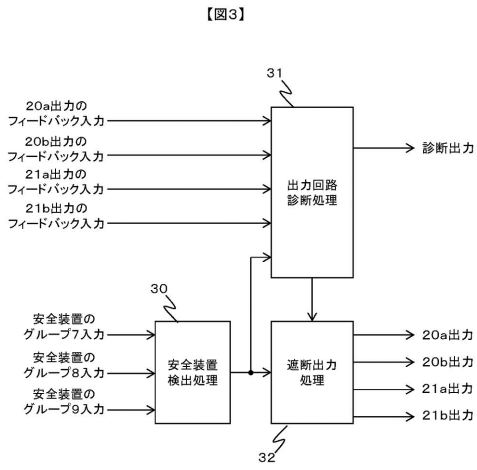 【図3】
31
20a出力の
フィードバック入力
20b出力の
フィードバック入力
21a出力の
フィードバック入力
21b出力の
フィードバック入力
出力回路
診断処理
診断出力
30
安全装置の
グループ7入力
安全装置の
グループ8入力
安全装置の
グループ9入力
安全装置
検出処理
遮断出力
処理
20a出力
20b出力
21a出力
21b出力
32